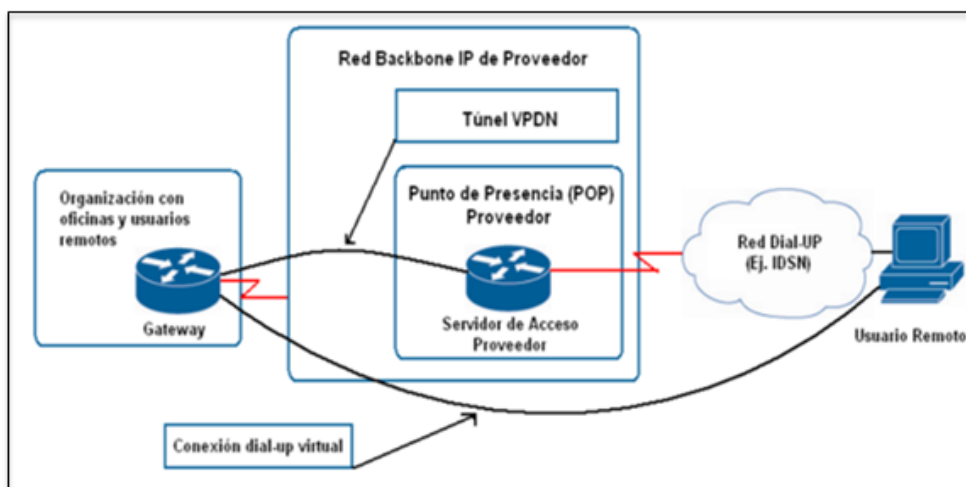 Red Backbone IP de Proveedor
Túnel VPDN
Organización con
oficinas y usuarios
remotos
Gateway
Punto de Presencia (POP)
Proveedor
Servidor de Acceso
Proveedor
Red Dial-UP
(Ej. IDSN)
Usuario Remoto
Conexión dial-up virtual